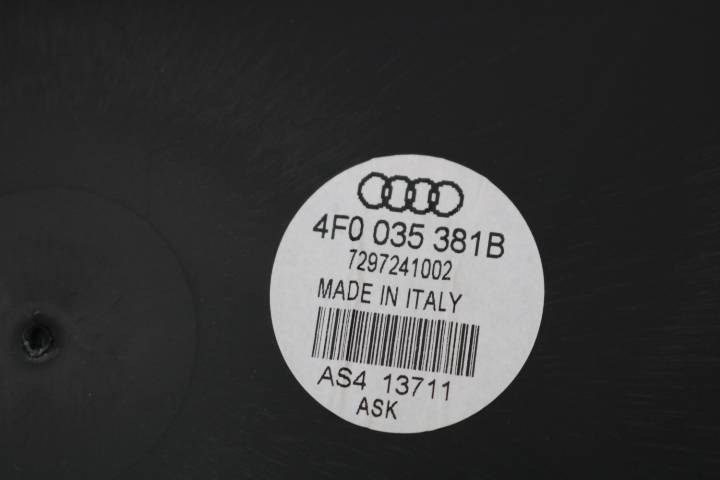 4F0 035 381B
7297241002
MADE IN ITALY
AS4 13711
ASK